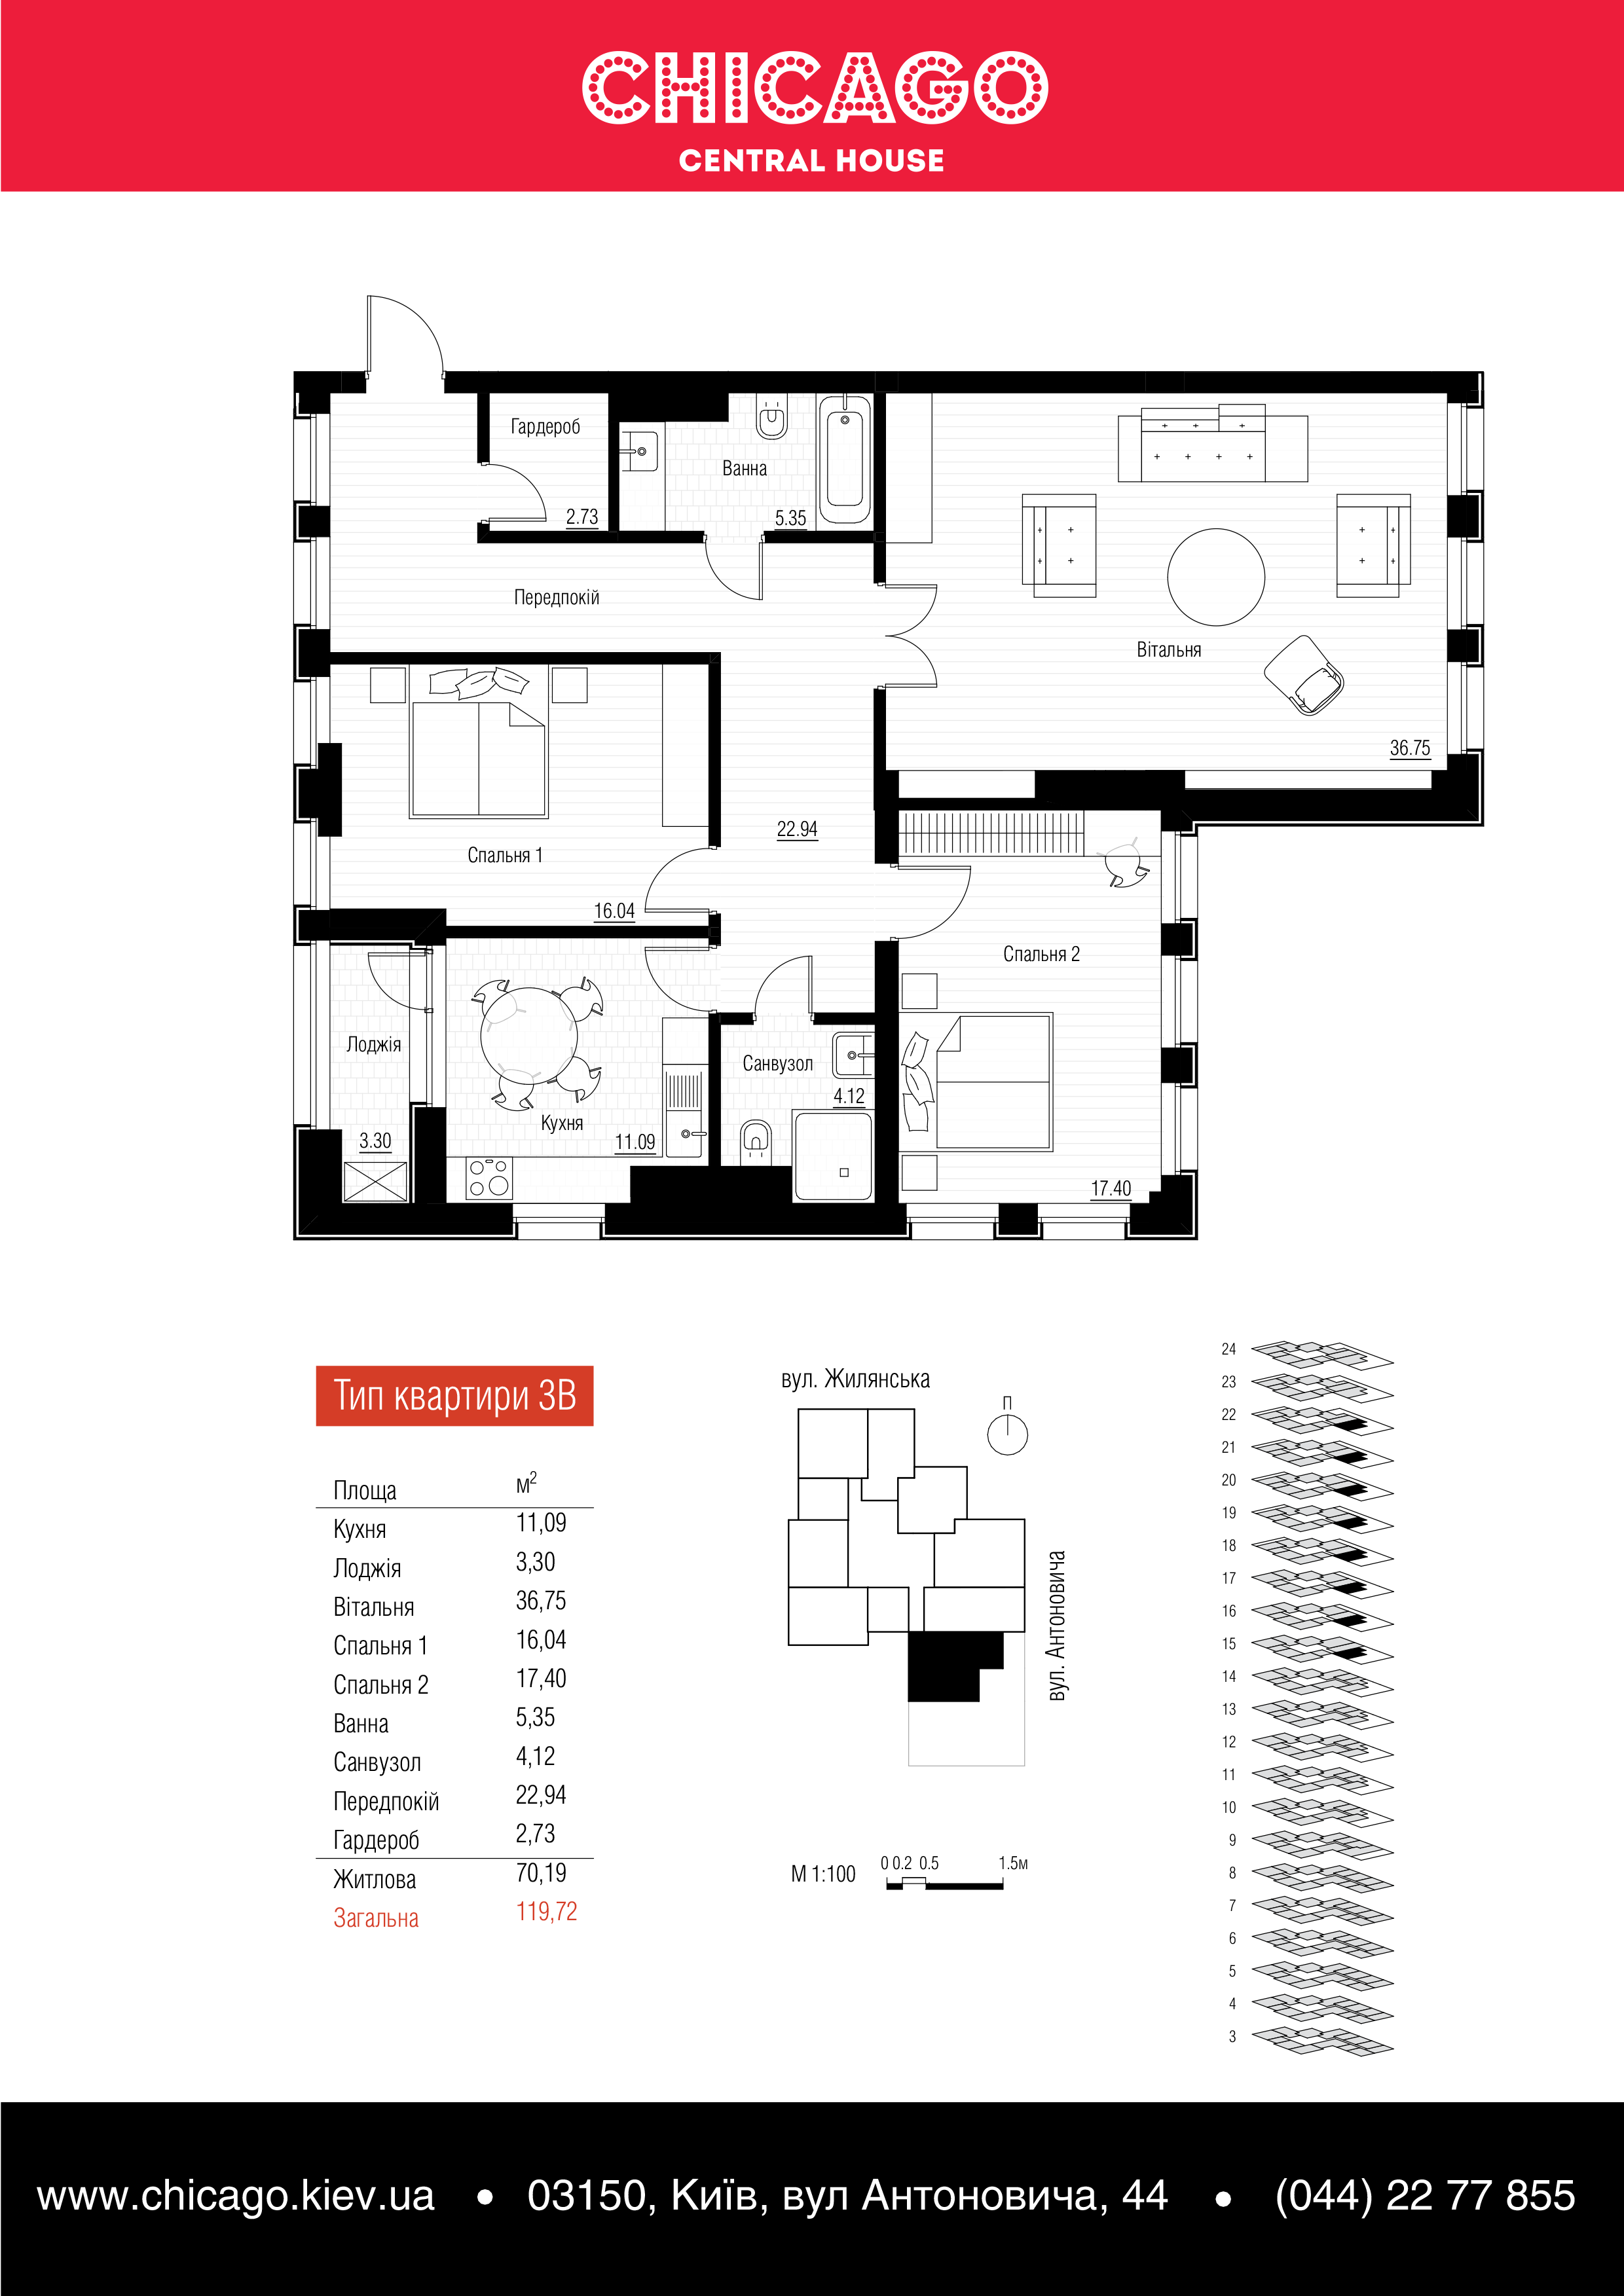 CHICAGO
CENTRAL HOUSE
Гардероб
2.73
Ванна
5.35
Передпокій
Вітальня
36.75
22.94
Спальня 1
16.04
Спальня 2
17.40
Лоджія
3.30
Кухня
11.09
Санвузол
4.12
Тип квартири 3В
Площа м²
Кухня 11,09
Лоджія 3,30
Вітальня 36,75
Спальня 1 16,04
Спальня 2 17,40
Ванна 5,35
Санвузол 4,12
Передпокій 22,94
Гардероб 2,73
Житлова 70,19
Загальна 119,72
вул. Жилянська
П
вул. Антоновича
М 1:100
0 0.2 0.5 1.5м
24
23
22
21
20
19
18
17
16
15
14
13
12
11
10
9
8
7
6
5
4
3
www.chicago.kiev.ua • 03150, Київ, вул Антоновича, 44 • (044) 22 77 855